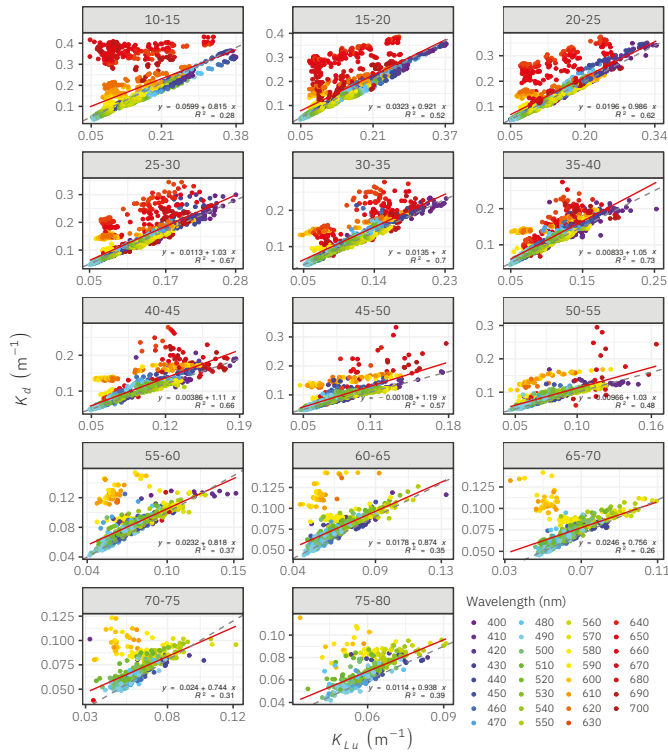 10-15 15-20 20-25
0.4 0.4 0.4
0.3 0.3 0.3
0.2 0.2 0.2
0.1 0.1 0.1
y = 0.0599 + 0.815 x y = 0.0323 + 0.921 x y = 0.0196 + 0.986 x
R² = 0.28 R² = 0.52 R² = 0.62
0.05 0.21 0.38 0.05 0.21 0.37 0.06 0.20 0.34
25-30 30-35 35-40
0.3 0.2 0.2
0.2 0.1 0.1
0.1
y = 0.0113 + 1.03 x y = 0.0135 + x y = 0.00833 + 1.05 x
R² = 0.67 R² = 0.7 R² = 0.73
0.05 0.17 0.28 0.05 0.14 0.23 0.05 0.15 0.25
40-45 45-50 50-55
0.2 0.3 0.3
0.1 0.2 0.2
0.1 0.1
y = 0.00386 + 1.11 x y = 0.00108 + 1.19 x y = 0.00966 + 1.03 x
R² = 0.66 R² = 0.57 R² = 0.48
0.05 0.12 0.19 0.05 0.11 0.18 0.05 0.10 0.16
K_d (m⁻¹)
55-60 60-65 65-70
0.12 0.125 0.125
0.08 0.100 0.100
0.04 0.075 0.075
0.050 0.050
y = 0.0232 + 0.818 x y = 0.0178 + 0.874 x y = 0.0246 + 0.756 x
R² = 0.37 R² = 0.35 R² = 0.26
0.04 0.10 0.15 0.04 0.09 0.13 0.03 0.07 0.11
70-75 75-80
0.125 0.10
0.100 0.08
0.075 0.06
0.050 0.04
y = 0.024 + 0.744 x y = 0.0114 + 0.938 x
R² = 0.31 R² = 0.39
0.03 0.08 0.12 0.03 0.06 0.09
K_Lu (m⁻¹)
Wavelength (nm)
400 480 560 640
410 490 570 650
420 500 580 660
430 510 590 670
440 520 600 680
450 530 610 690
460 540 620 700
470 550 630